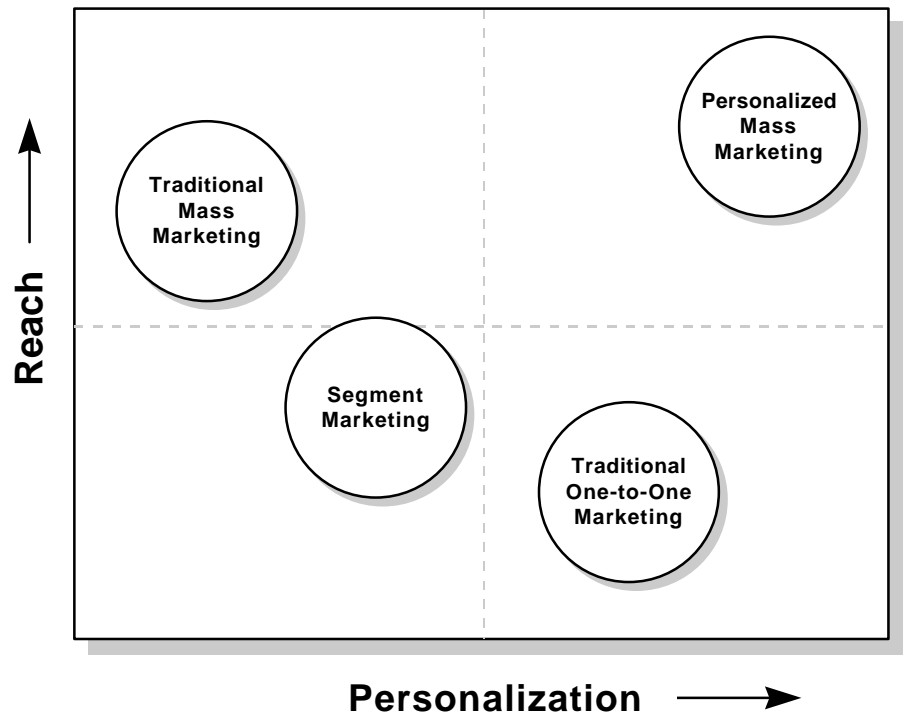 Personalized
Mass
Marketing
Traditional
Mass
Marketing
Segment
Marketing
Traditional
One-to-One
Marketing
Reach
Personalization